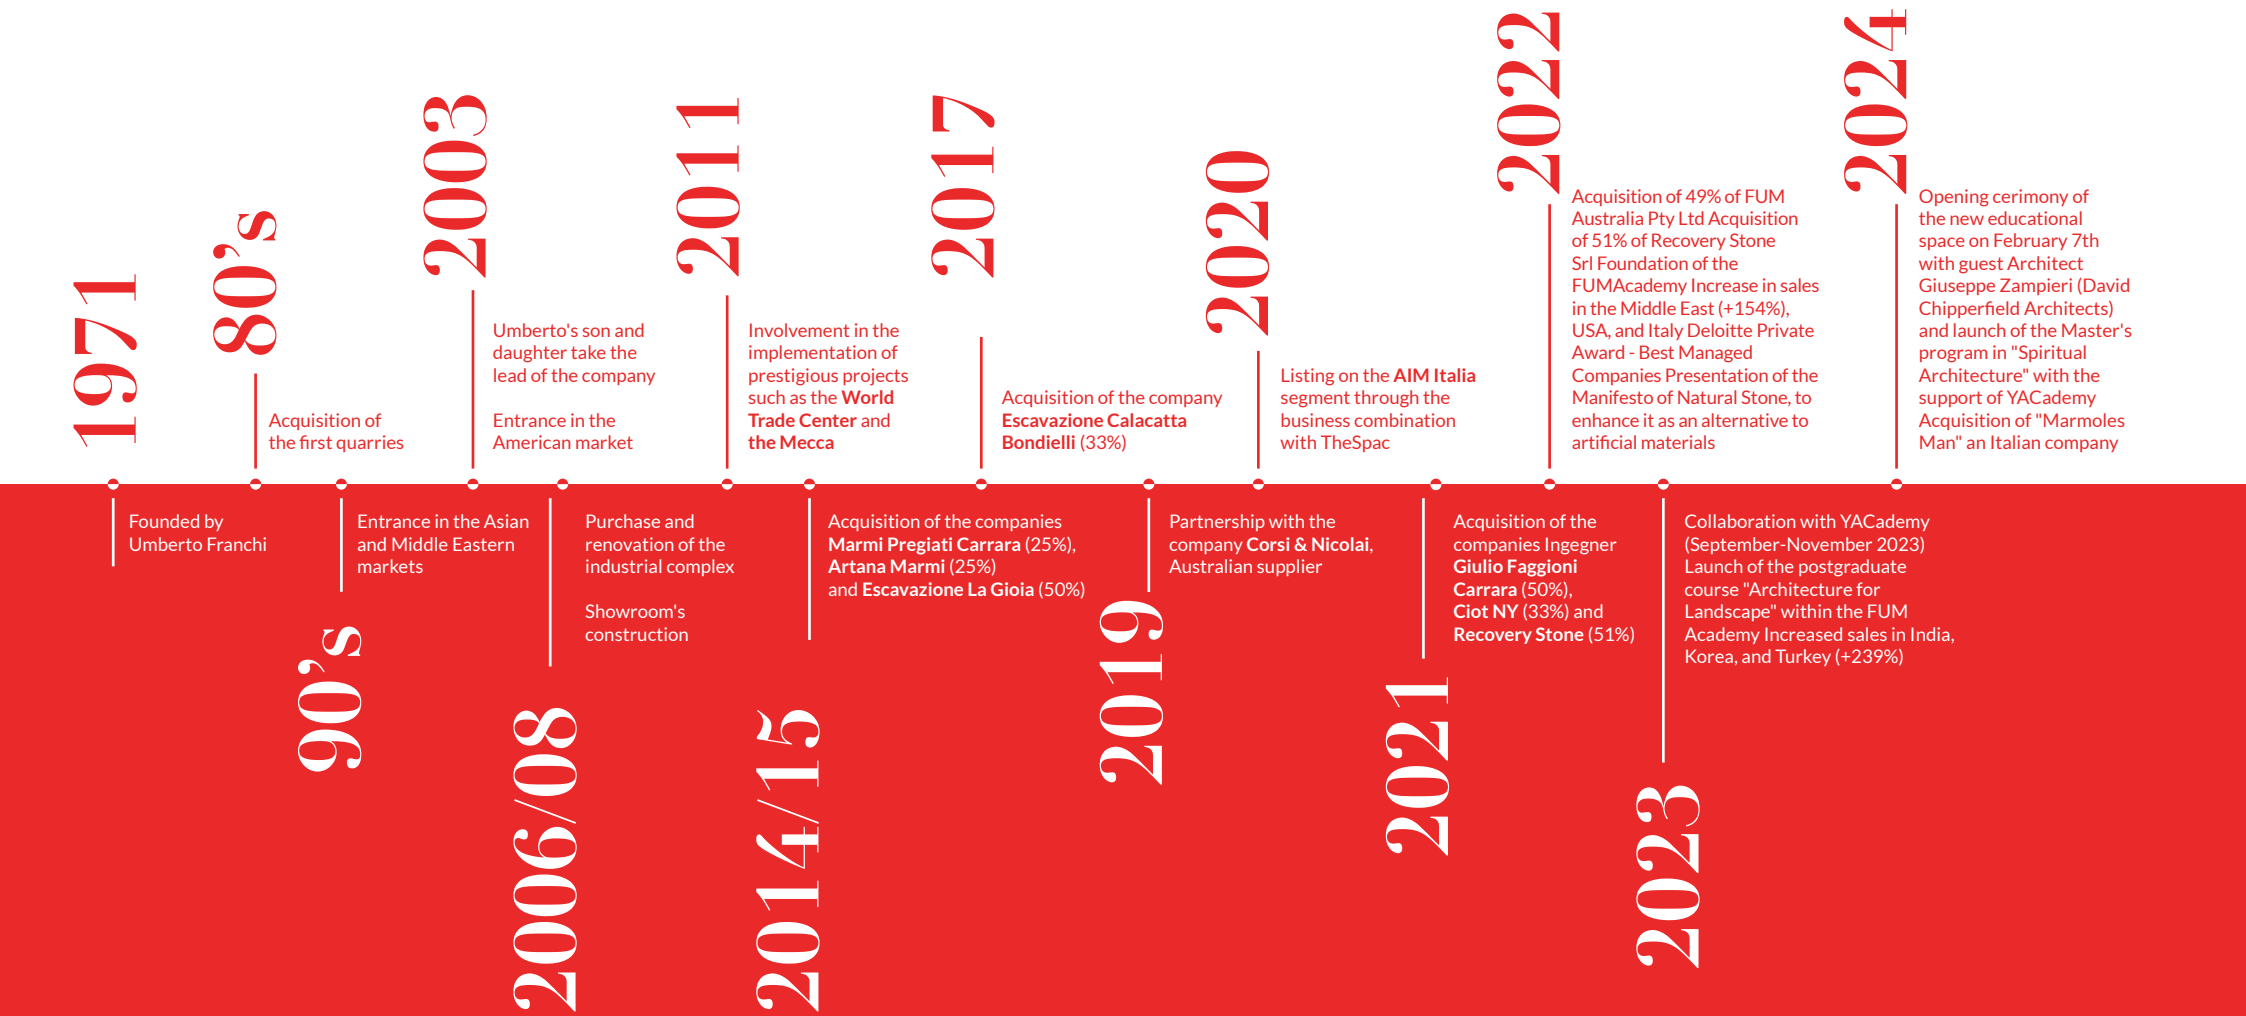 1971
Founded by
Umberto Franchi
80’s
Acquisition of
the first quarries
90’s
Entrance in the Asian
and Middle Eastern
markets
2003
Umberto's son and
daughter take the
lead of the company
Entrance in the
American market
2006/08
Purchase and
renovation of the
industrial complex
Showroom's
construction
2011
Involvement in the
implementation of
prestigious projects
such as the World
Trade Center and
the Mecca
2014/15
Acquisition of the companies
Marmi Pregiati Carrara (25%),
Artana Marmi (25%)
and Escavazione La Gioia (50%)
2017
Acquisition of the company
Escavazione Calacatta
Bondielli (33%)
2019
Partnership with the
company Corsi & Nicolai,
Australian supplier
2020
Listing on the AIM Italia
segment through the
business combination
with TheSpac
2021
Acquisition of the
companies Ingegner
Giulio Faggioni
Carrara (50%),
Ciot NY (33%) and
Recovery Stone (51%)
2022
Acquisition of 49% of FUM
Australia Pty Ltd Acquisition
of 51% of Recovery Stone
Srl Foundation of the
FUMAcademy Increase in sales
in the Middle East (+154%),
USA, and Italy Deloitte Private
Award - Best Managed
Companies Presentation of the
Manifesto of Natural Stone, to
enhance it as an alternative to
artificial materials
2023
Collaboration with YACademy
(September-November 2023)
Launch of the postgraduate
course "Architecture for
Landscape" within the FUM
Academy Increased sales in India,
Korea, and Turkey (+239%)
2024
Opening cerimony of
the new educational
space on February 7th
with guest Architect
Giuseppe Zampieri (David
Chipperfield Architects)
and launch of the Master's
program in "Spiritual
Architecture" with the
support of YACademy
Acquisition of "Marmoles
Man" an Italian company